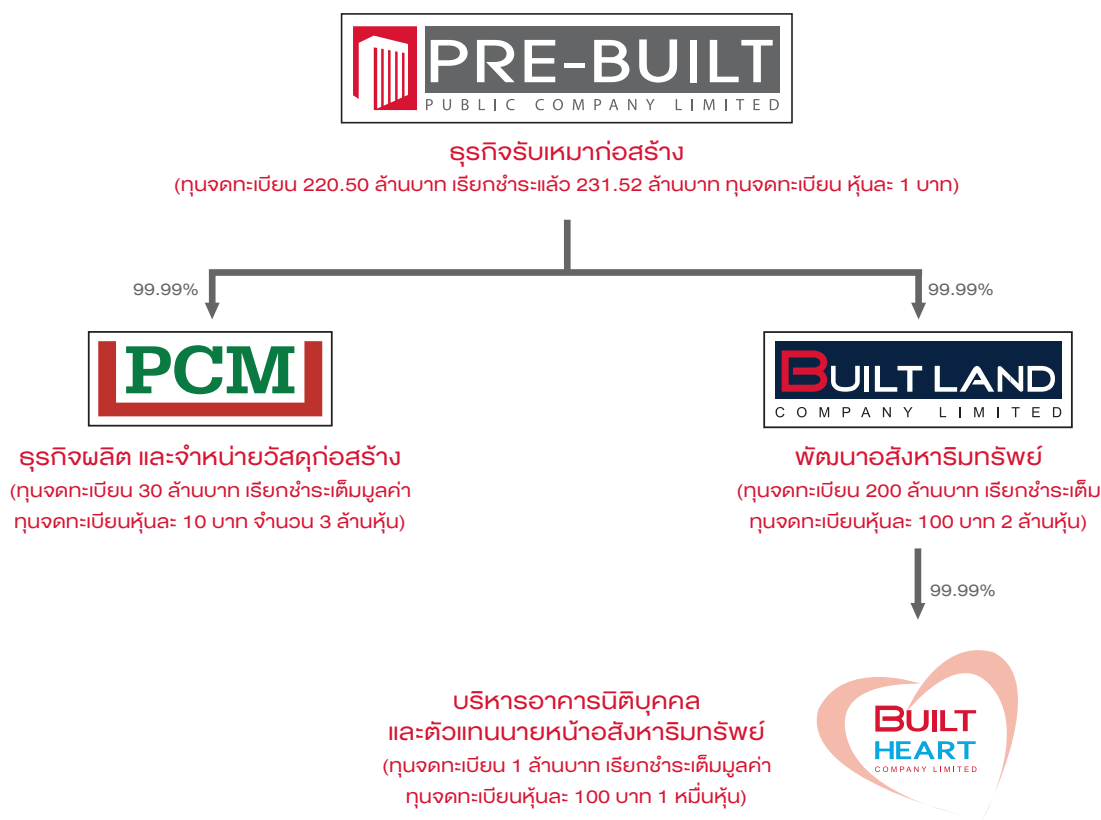 PRE-BUILT
PUBLIC COMPANY LIMITED
ธุรกิจรับเหมาก่อสร้าง
(ทุนจดทะเบียน 220.50 ล้านบาท เรียกชำระแล้ว 231.52 ล้านบาท ทุนจดทะเบียน หุ้นละ 1 บาท)
99.99%
99.99%
PCM
ธุรกิจผลิต และจำหน่ายวัสดุก่อสร้าง
(ทุนจดทะเบียน 30 ล้านบาท เรียกชำระเต็มมูลค่า
ทุนจดทะเบียนหุ้นละ 10 บาท จำนวน 3 ล้านหุ้น)
BUILT LAND
COMPANY LIMITED
พัฒนาอสังหาริมทรัพย์
(ทุนจดทะเบียน 200 ล้านบาท เรียกชำระเต็ม
ทุนจดทะเบียนหุ้นละ 100 บาท 2 ล้านหุ้น)
99.99%
บริหารอาคารนิติบุคคล
และตัวแทนนายหน้าอสังหาริมทรัพย์
(ทุนจดทะเบียน 1 ล้านบาท เรียกชำระเต็มมูลค่า
ทุนจดทะเบียนหุ้นละ 100 บาท 1 หมื่นหุ้น)
BUILT
HEART
COMPANY LIMITED